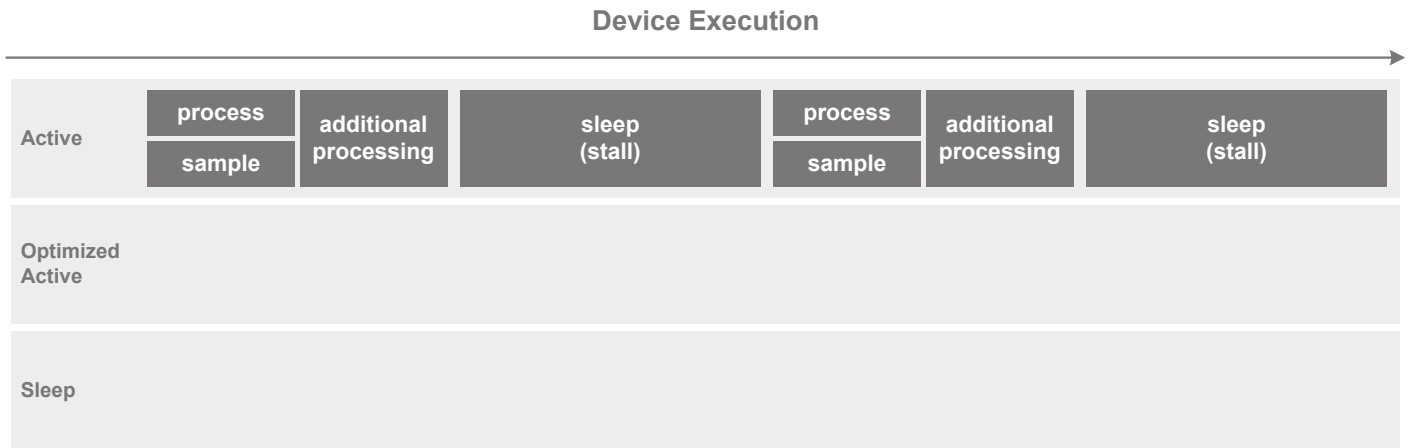 Device Execution
Active
process
sample
additional
processing
sleep
(stall)
process
sample
additional
processing
sleep
(stall)
Optimized
Active
Sleep